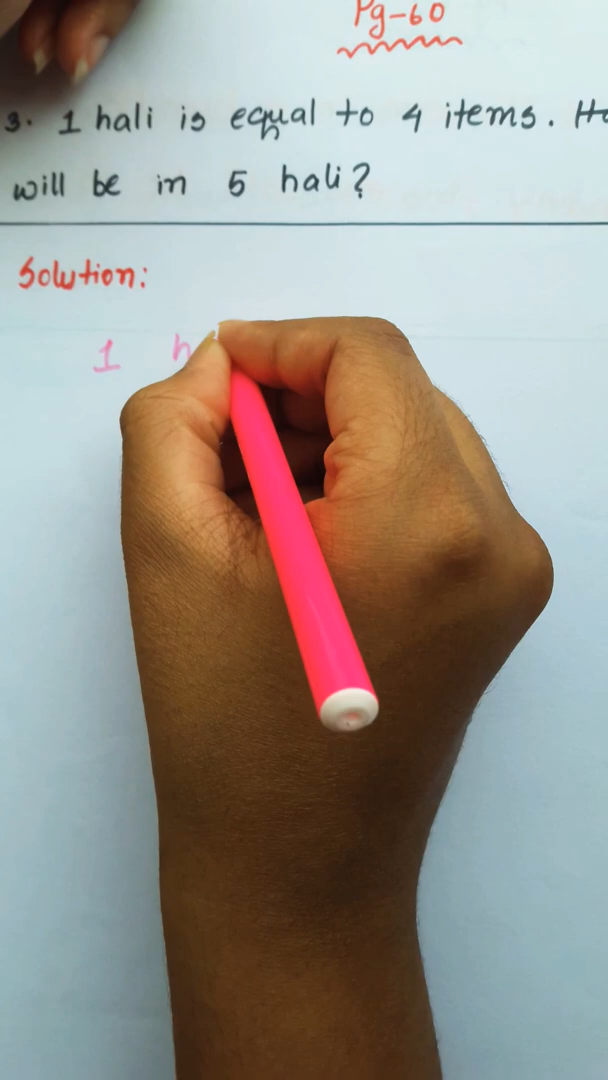 Pg-60
3. 1 hali is equal to 4 items.
will be in 5 hali?
Solution:
1